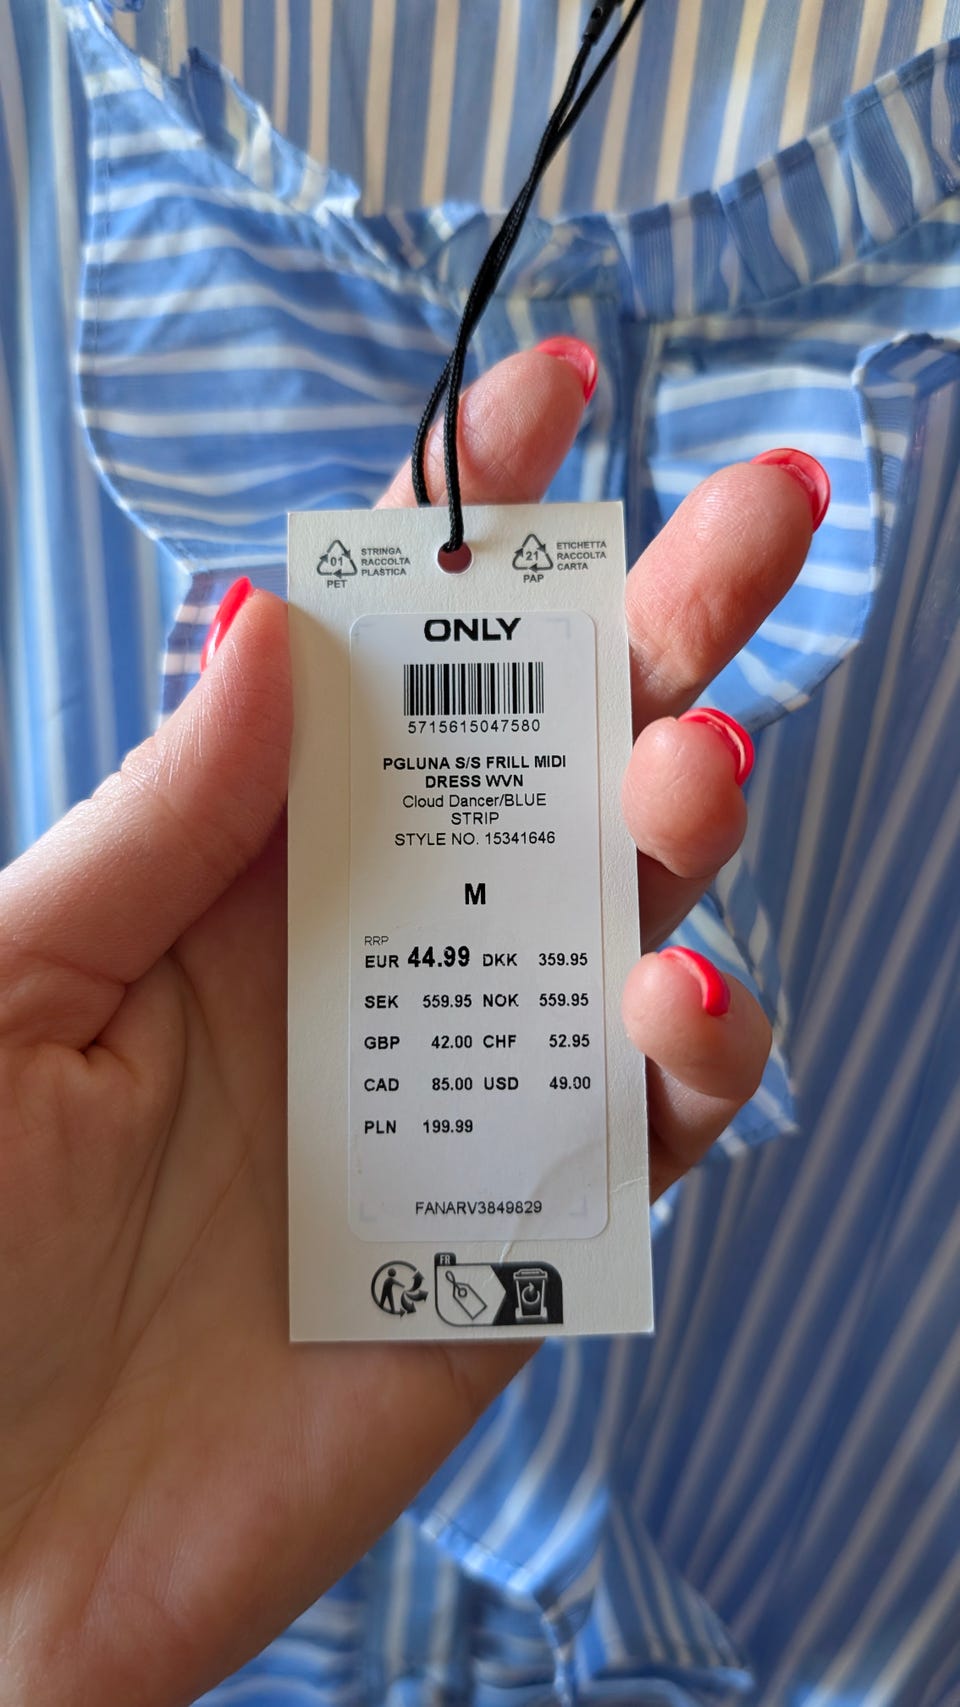 01
PET
STRINGA
RACCOLTA
PLASTICA
21
PAP
ETICHETTA
RACCOLTA
CARTA
ONLY
5715615047580
PGLUNA S/S FRILL MIDI
DRESS WVN
Cloud Dancer/BLUE
STRIP
STYLE NO. 15341646
M
RRP
EUR 44.99 DKK 359.95
SEK 559.95 NOK 559.95
GBP 42.00 CHF 52.95
CAD 85.00 USD 49.00
PLN 199.99
FANARV3849829
FR